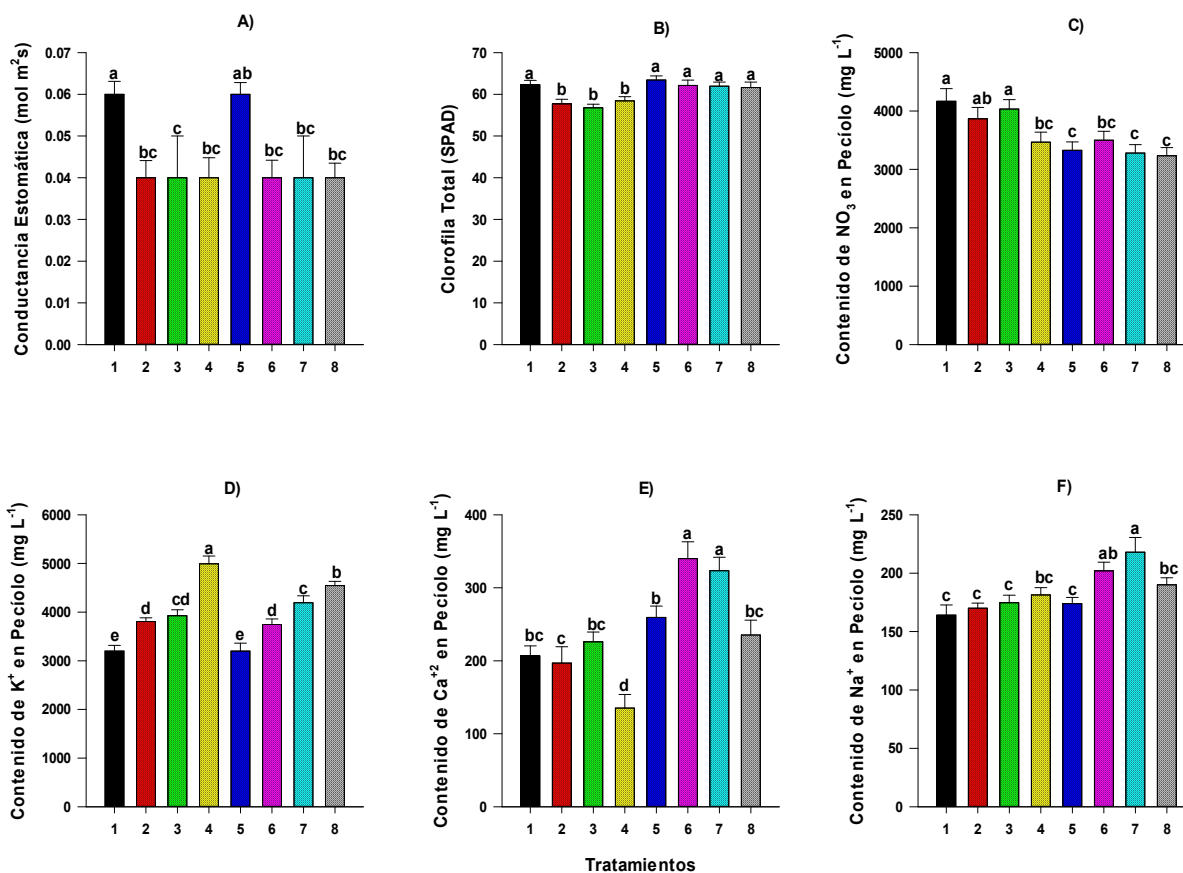 A)
Conductancia Estomática (mol m²s)
0.07
0.06
0.05
0.04
0.03
0.02
0.01
0.00
a
bc
c
bc
ab
bc
bc
bc
1 2 3 4 5 6 7 8
B)
Clorofila Total (SPAD)
70
60
50
40
30
20
10
0
a
b
b
b
a
a
a
a
1 2 3 4 5 6 7 8
C)
Contenido de NO3 en Pecíolo (mg L-1)
5000
4000
3000
2000
1000
0
a
ab
a
bc
c
bc
c
c
1 2 3 4 5 6 7 8
D)
Contenido de K+ en Pecíolo (mg L-1)
6000
5000
4000
3000
2000
1000
0
e
d
cd
a
e
d
c
b
1 2 3 4 5 6 7 8
E)
Contenido de Ca+2 en Pecíolo (mg L-1)
400
300
200
100
0
bc
c
bc
d
b
a
a
bc
1 2 3 4 5 6 7 8
Tratamientos
F)
Contenido de Na+ en Pecíolo (mg L-1)
250
200
150
100
50
0
c
c
c
bc
c
ab
a
bc
1 2 3 4 5 6 7 8